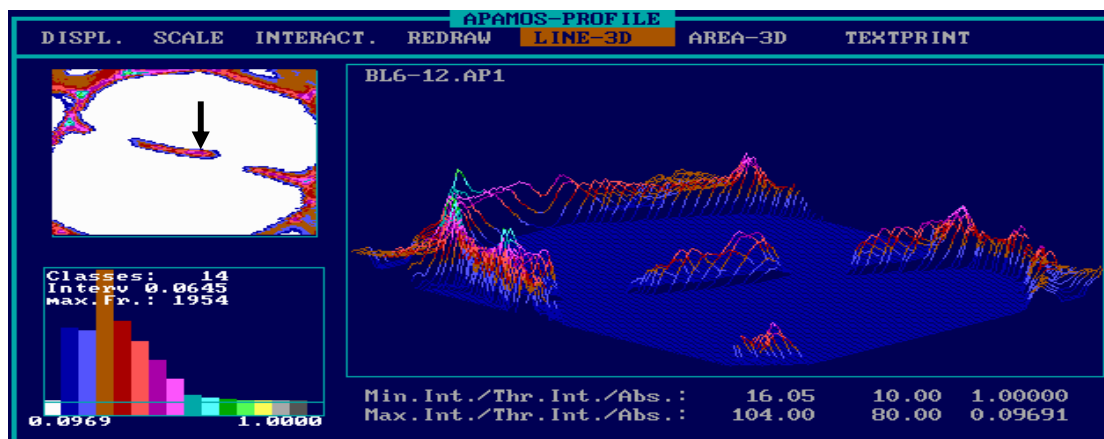 APAMOS-PROFILE
DISPL. SCALE INTERACT. REDRAW LINE-3D AREA-3D TEXTPRINT
BL6-12.AP1
Classes: 14
Interv 0.0645
max.Fr.: 1954
0.0969 1.0000
Min.Int./Thr.Int./Abs.: 16.05 10.00 1.00000
Max.Int./Thr.Int./Abs.: 104.00 80.00 0.09691